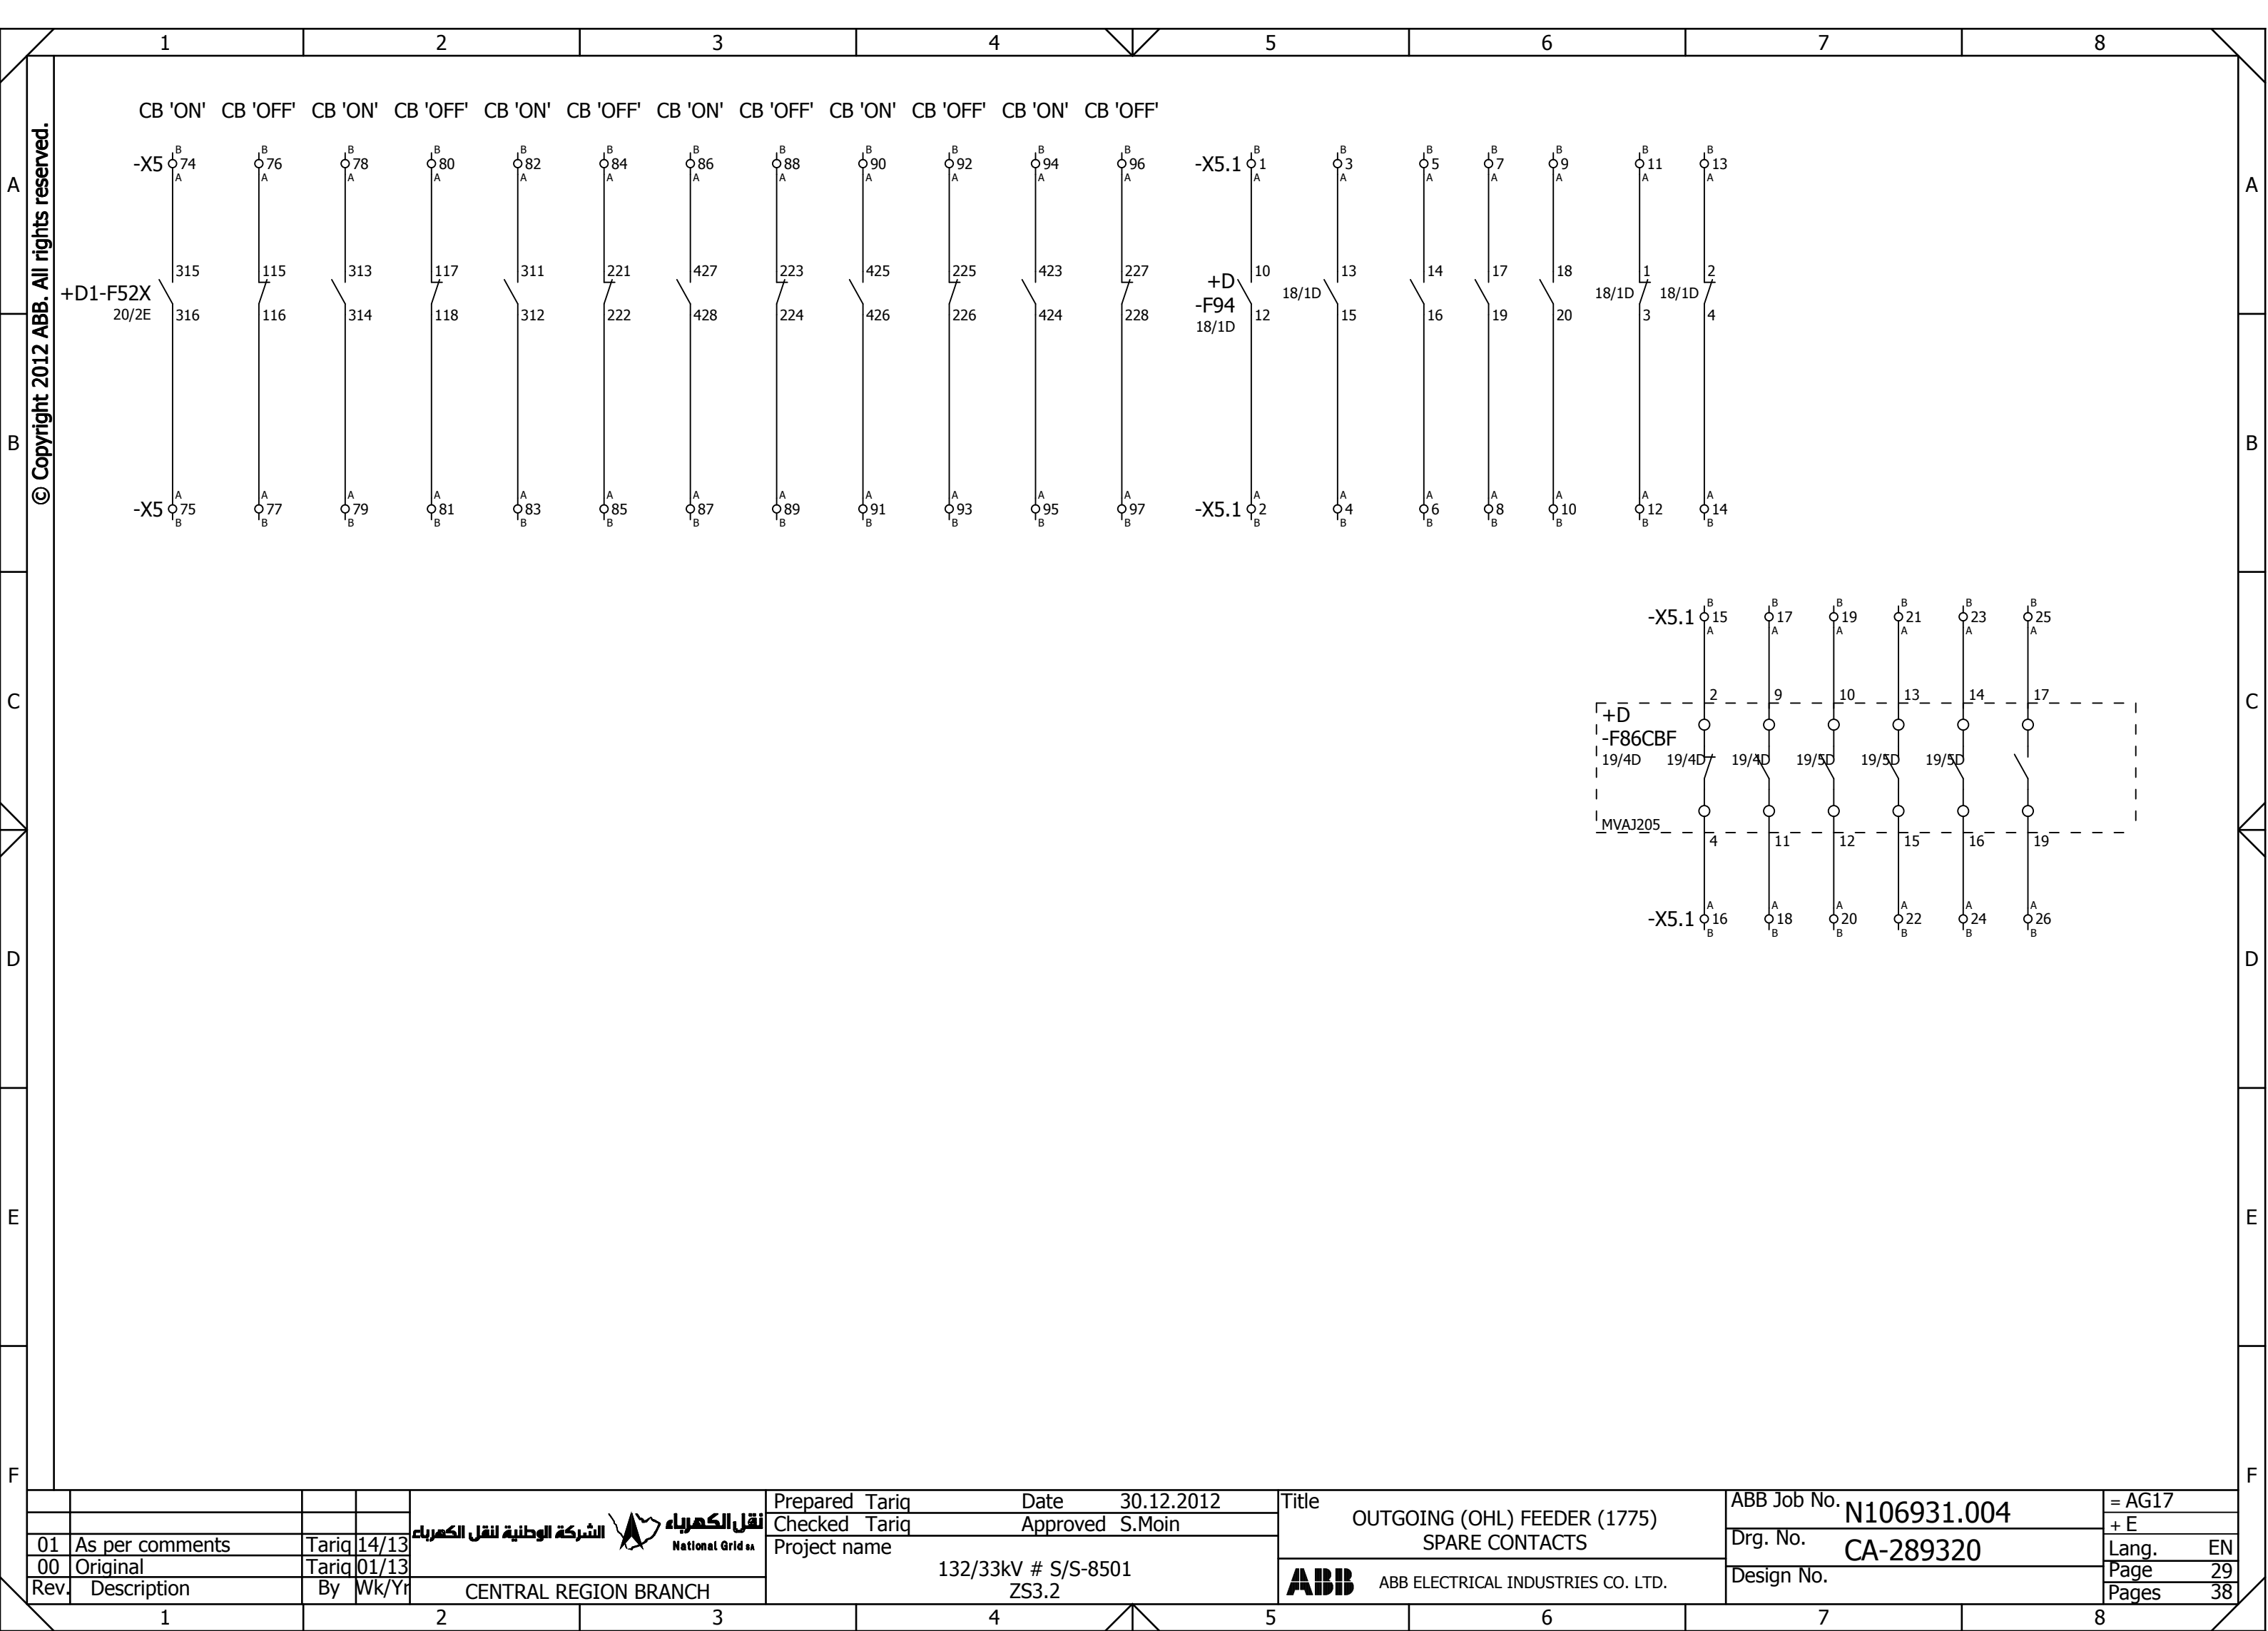 1 2 3 4 5 6 7 8
CB 'ON' CB 'OFF' CB 'ON' CB 'OFF' CB 'ON' CB 'OFF' CB 'ON' CB 'OFF' CB 'ON' CB 'OFF' CB 'ON' CB 'OFF'
© Copyright 2012 ABB. All rights reserved.
B B B B B B B B B B B B B B B B B B B
-X5 74 76 78 80 82 84 86 88 90 92 94 96 -X5.1 1 3 5 7 9 11 13
A A A A A A A A A A A A A A A A A A A
A A
315 115 313 117 311 221 427 223 425 225 423 227 10 13 14 17 18 1 2
+D1-F52X +D 18/1D 18/1D 18/1D
20/2E -F94
316 116 314 118 312 222 428 224 426 226 424 228 12 15 16 19 20 3 4
18/1D
B B
A A A A A A A A A A A A A A A A A A A
-X5 75 77 79 81 83 85 87 89 91 93 95 97 -X5.1 2 4 6 8 10 12 14
B B B B B B B B B B B B B B B B B B B
B B B B B B
-X5.1 15 17 19 21 23 25
A A A A A A
C C
2 9 10 13 14 17
+D
-F86CBF
19/4D 19/4D 19/4D 19/5D 19/5D 19/5D
MVAJ205
4 11 12 15 16 19
A A A A A A
-X5.1 16 18 20 22 24 26
B B B B B B
D D
E E
F F
01 As per comments Tariq 14/13
00 Original Tariq 01/13
Rev. Description By Wk/Yr
الشركة الوطنية لنقل الكهرباء
نقل الكهرباء
National Grid SA
CENTRAL REGION BRANCH
Prepared Tariq Date 30.12.2012
Checked Tariq Approved S.Moin
Project name
132/33kV # S/S-8501
ZS3.2
Title
OUTGOING (OHL) FEEDER (1775)
SPARE CONTACTS
ABB ABB ELECTRICAL INDUSTRIES CO. LTD.
ABB Job No. N106931.004
Drg. No. CA-289320
Design No.
= AG17
+ E
Lang. EN
Page 29
Pages 38
1 2 3 4 5 6 7 8